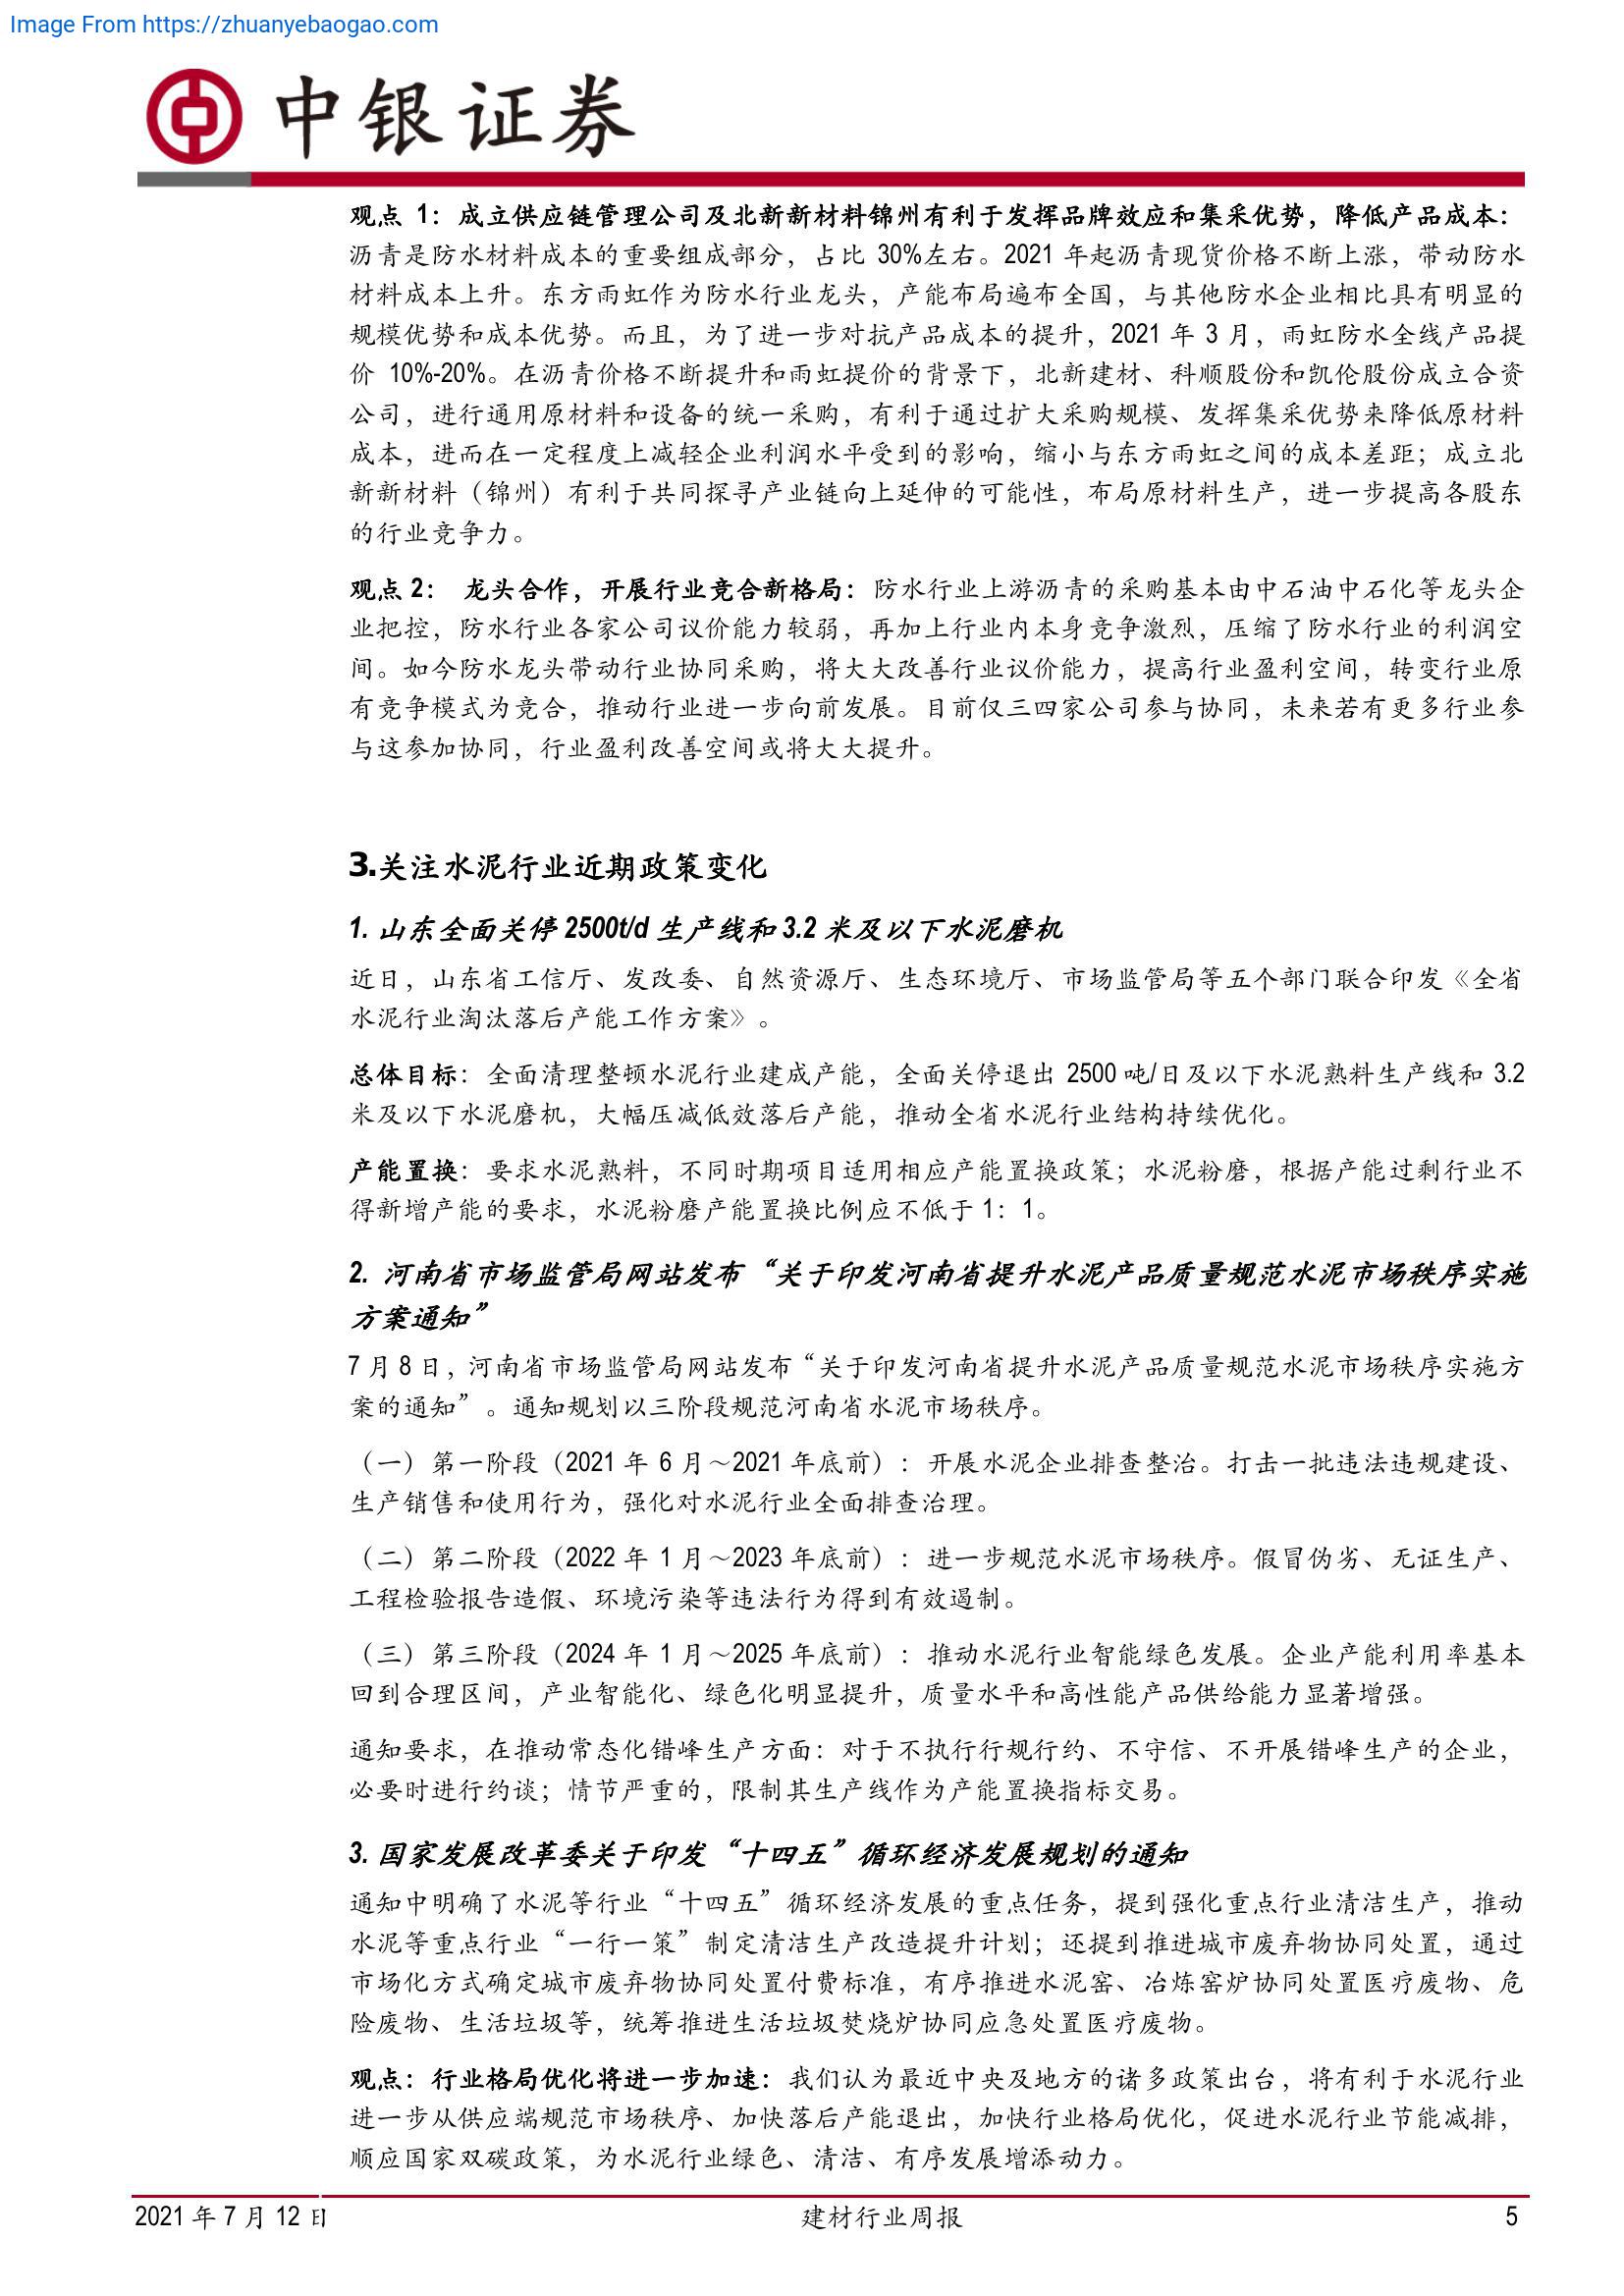 Image From https://zhuanyebaogao.com
中银证券
观点 1：成立供应链管理公司及北新新材料锦州有利于发挥品牌效应和集采优势，降低产品成本：
沥青是防水材料成本的重要组成部分，占比 30%左右。2021 年起沥青现货价格不断上涨，带动防水
材料成本上升。东方雨虹作为防水行业龙头，产能布局遍布全国，与其他防水企业相比具有明显的
规模优势和成本优势。而且，为了进一步对抗产品成本的提升，2021 年 3 月，雨虹防水全线产品提
价 10%-20%。在沥青价格不断提升和雨虹提价的背景下，北新建材、科顺股份和凯伦股份成立合资
公司，进行通用原材料和设备的统一采购，有利于通过扩大采购规模、发挥集采优势来降低原材料
成本，进而在一定程度上减轻企业利润水平受到的影响，缩小与东方雨虹之间的成本差距；成立北
新新材料（锦州）有利于共同探寻产业链向上延伸的可能性，布局原材料生产，进一步提高各股东
的行业竞争力。
观点 2： 龙头合作，开展行业竞合新格局：防水行业上游沥青的采购基本由中石油中石化等龙头企
业把控，防水行业各家公司议价能力较弱，再加上行业内本身竞争激烈，压缩了防水行业的利润空
间。如今防水龙头带动行业协同采购，将大大改善行业议价能力，提高行业盈利空间，转变行业原
有竞争模式为竞合，推动行业进一步向前发展。目前仅三四家公司参与协同，未来若有更多行业参
与这参加协同，行业盈利改善空间或将大大提升。
3.关注水泥行业近期政策变化
1. 山东全面关停 2500t/d 生产线和 3.2 米及以下水泥磨机
近日，山东省工信厅、发改委、自然资源厅、生态环境厅、市场监管局等五个部门联合印发《全省
水泥行业淘汰落后产能工作方案》。
总体目标：全面清理整顿水泥行业建成产能，全面关停退出 2500 吨/日及以下水泥熟料生产线和 3.2
米及以下水泥磨机，大幅压减低效落后产能，推动全省水泥行业结构持续优化。
产能置换：要求水泥熟料，不同时期项目适用相应产能置换政策；水泥粉磨，根据产能过剩行业不
得新增产能的要求，水泥粉磨产能置换比例应不低于 1：1。
2. 河南省市场监管局网站发布“关于印发河南省提升水泥产品质量规范水泥市场秩序实施
方案通知”
7 月 8 日，河南省市场监管局网站发布“关于印发河南省提升水泥产品质量规范水泥市场秩序实施方
案的通知”。通知规划以三阶段规范河南省水泥市场秩序。
（一）第一阶段（2021 年 6 月～2021 年底前）：开展水泥企业排查整治。打击一批违法违规建设、
生产销售和使用行为，强化对水泥行业全面排查治理。
（二）第二阶段（2022 年 1 月～2023 年底前）：进一步规范水泥市场秩序。假冒伪劣、无证生产、
工程检验报告造假、环境污染等违法行为得到有效遏制。
（三）第三阶段（2024 年 1 月～2025 年底前）：推动水泥行业智能绿色发展。企业产能利用率基本
回到合理区间，产业智能化、绿色化明显提升，质量水平和高性能产品供给能力显著增强。
通知要求，在推动常态化错峰生产方面：对于不执行行规行约、不守信、不开展错峰生产的企业，
必要时进行约谈；情节严重的，限制其生产线作为产能置换指标交易。
3. 国家发展改革委关于印发“十四五”循环经济发展规划的通知
通知中明确了水泥等行业“十四五”循环经济发展的重点任务，提到强化重点行业清洁生产，推动
水泥等重点行业“一行一策”制定清洁生产改造提升计划；还提到推进城市废弃物协同处置，通过
市场化方式确定城市废弃物协同处置付费标准，有序推进水泥窑、冶炼窑炉协同处置医疗废物、危
险废物、生活垃圾等，统筹推进生活垃圾焚烧炉协同应急处置医疗废物。
观点：行业格局优化将进一步加速：我们认为最近中央及地方的诸多政策出台，将有利于水泥行业
进一步从供应端规范市场秩序、加快落后产能退出，加快行业格局优化，促进水泥行业节能减排，
顺应国家双碳政策，为水泥行业绿色、清洁、有序发展增添动力。
2021 年 7 月 12 日
建材行业周报
5